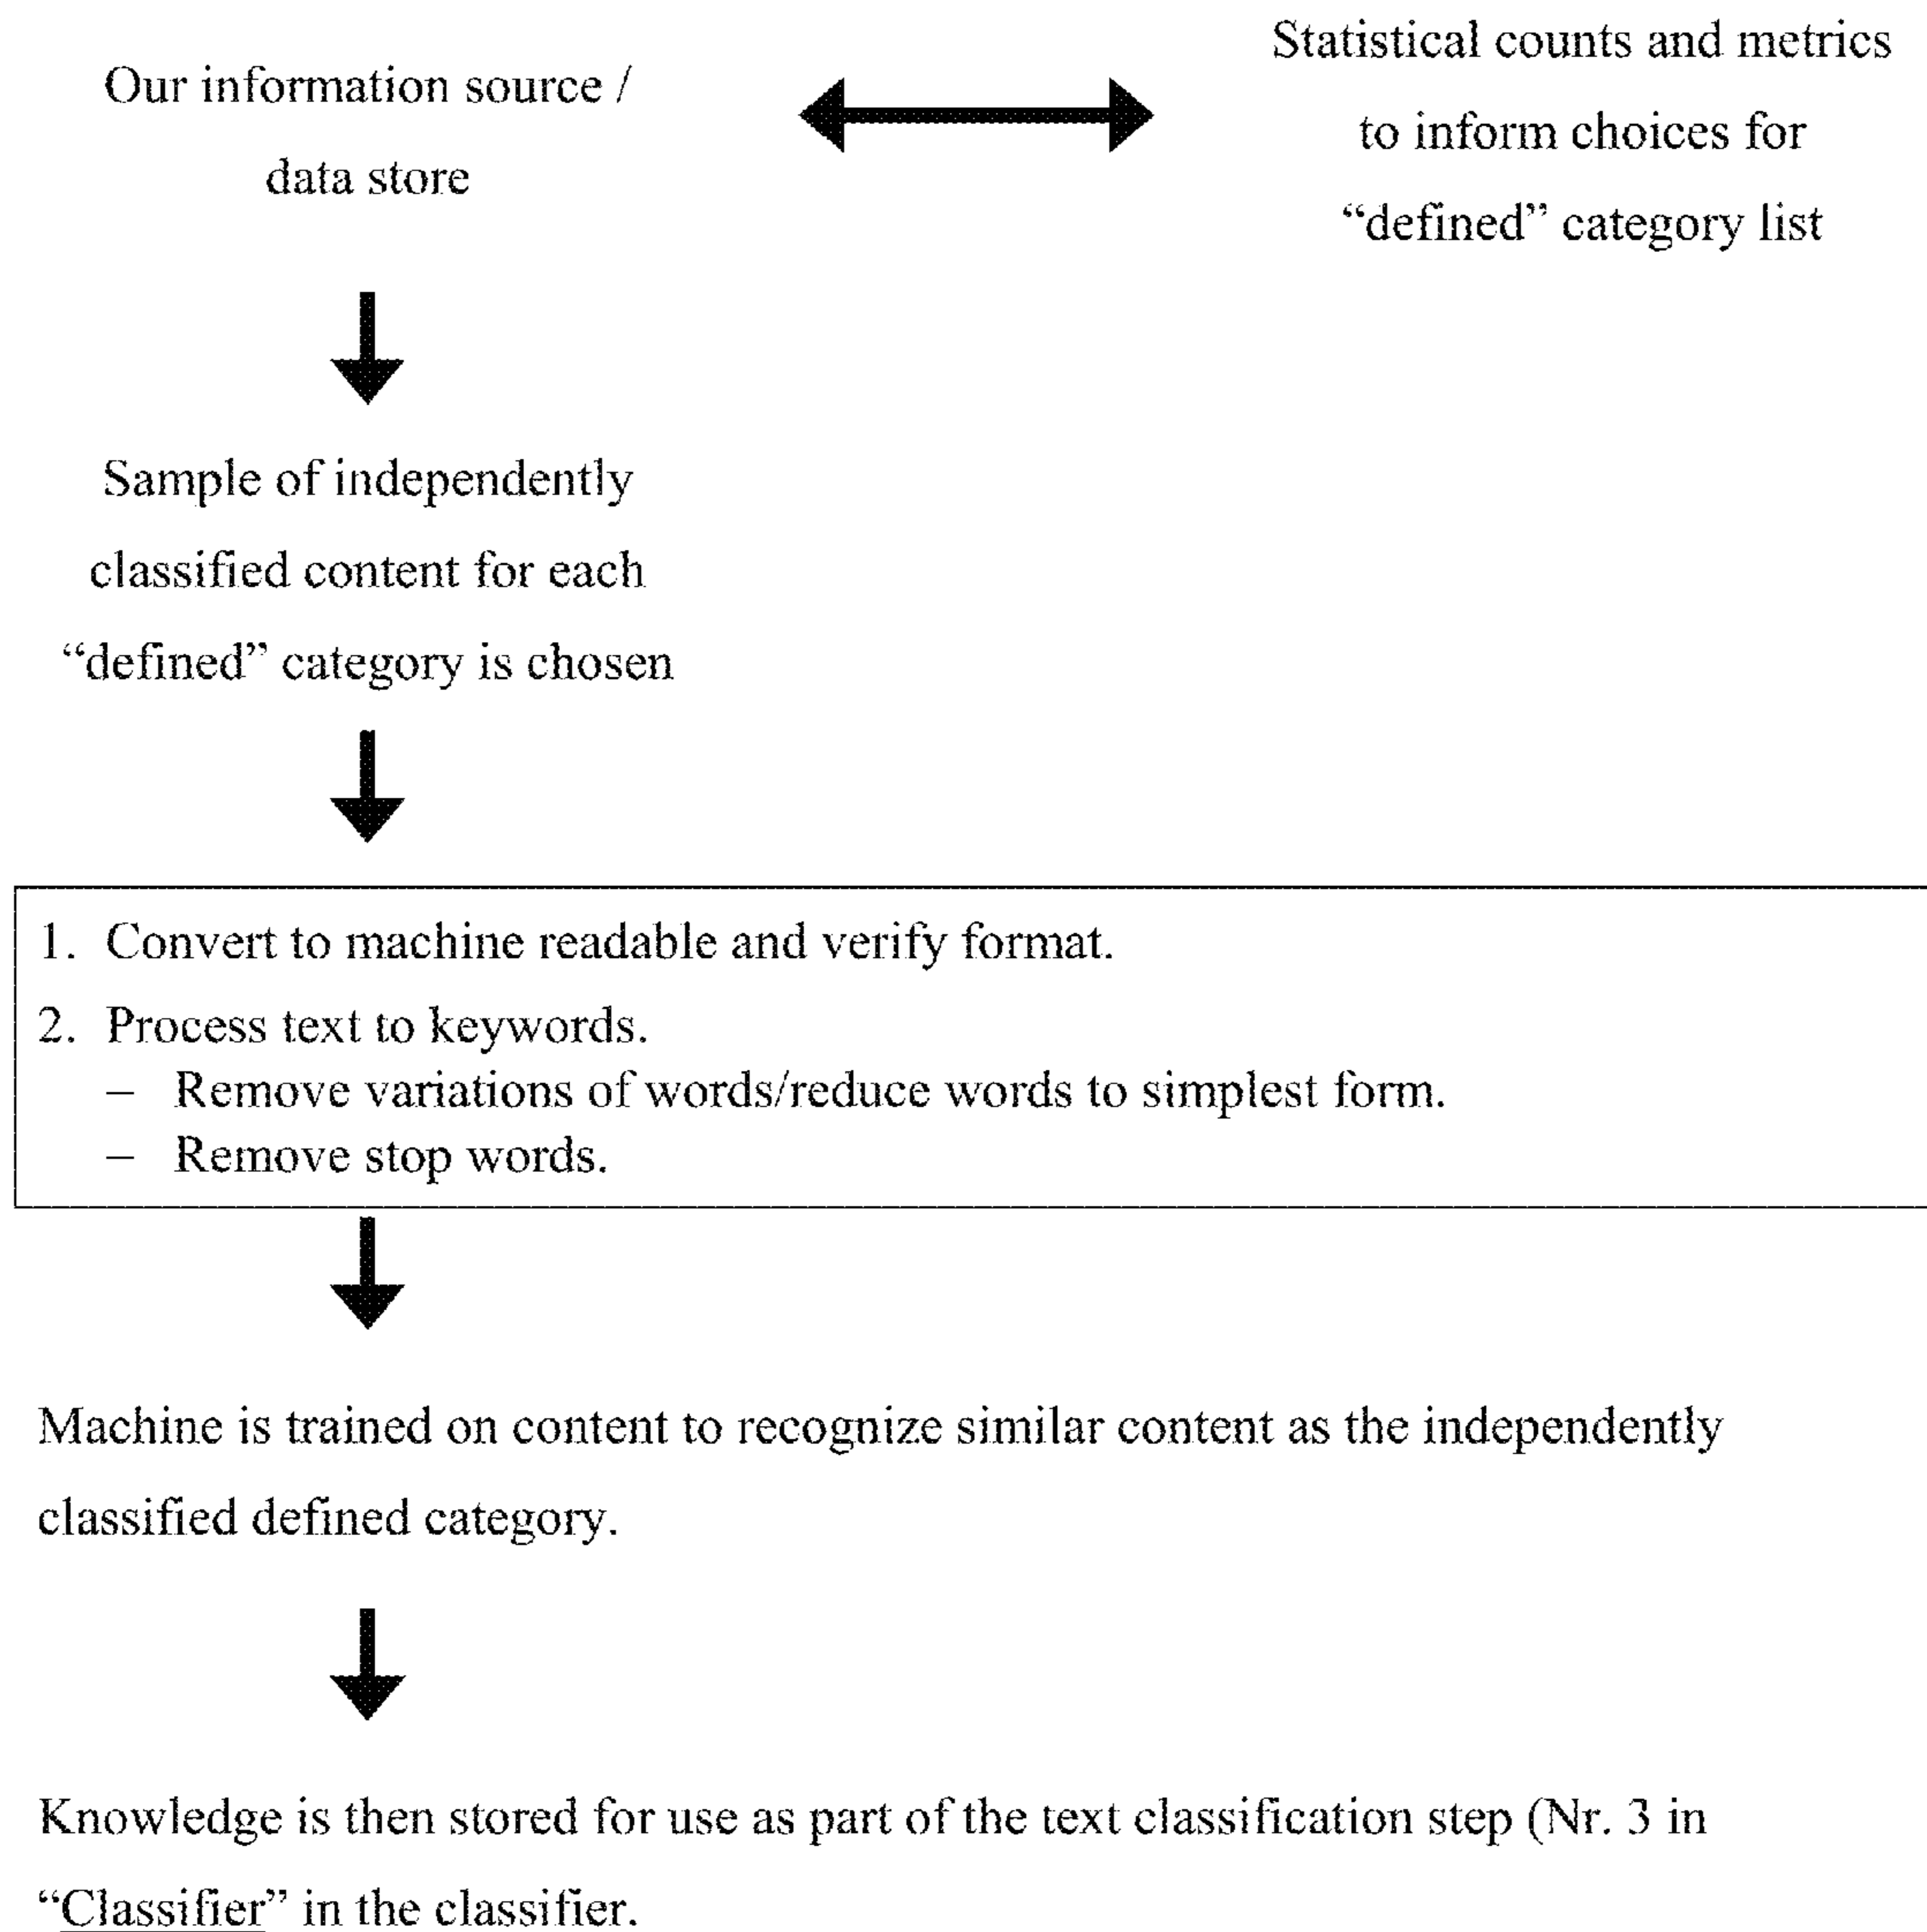 Our information source /
data store
Statistical counts and metrics
to inform choices for
“defined” category list
Sample of independently
classified content for each
“defined” category is chosen
1. Convert to machine readable and verify format.
2. Process text to keywords.
– Remove variations of words/reduce words to simplest form.
– Remove stop words.
Machine is trained on content to recognize similar content as the independently
classified defined category.
Knowledge is then stored for use as part of the text classification step (Nr. 3 in
“Classifier” in the classifier.